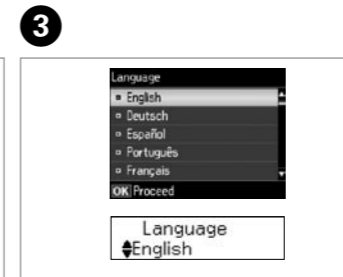 3
Language
English
Deutsch
Español
Português
Français
OK Proceed
Language
English